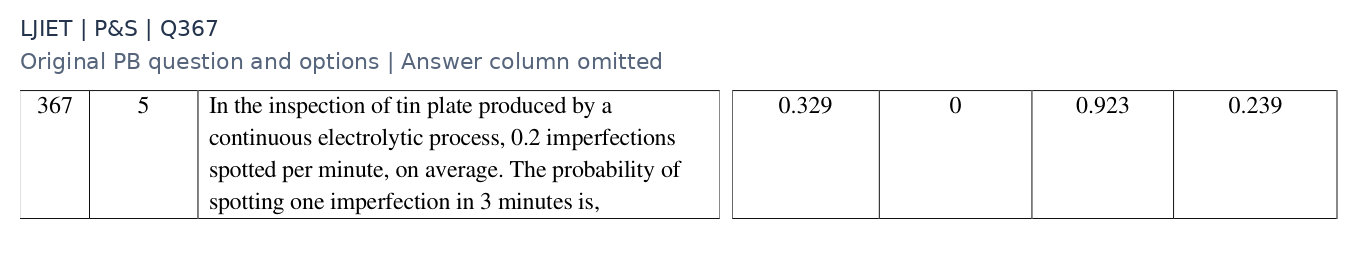 LJIET | P&S | Q367
Original PB question and options | Answer column omitted
367 5 In the inspection of tin plate produced by a 0.329 0 0.923 0.239
continuous electrolytic process, 0.2 imperfections
spotted per minute, on average. The probability of
spotting one imperfection in 3 minutes is,